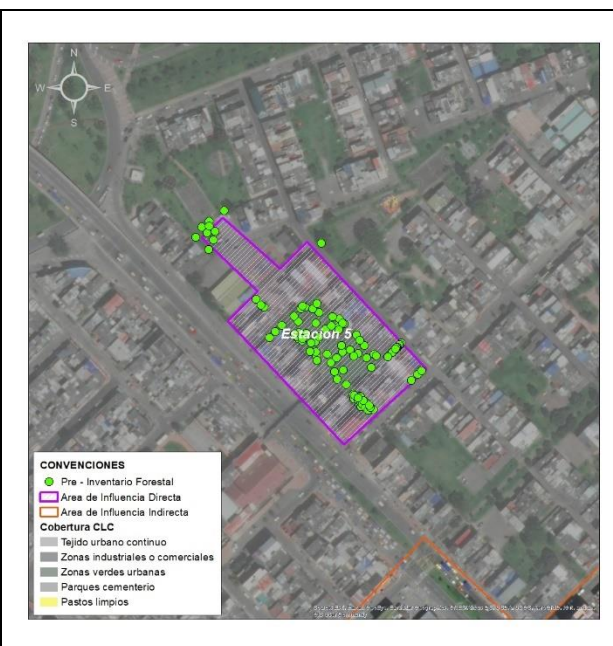 N
W E
S
Estación 5
CONVENCIONES
Pre - Inventario Forestal
Area de Influencia Directa
Area de Influencia Indirecta
Cobertura CLC
Tejido urbano continuo
Zonas industriales o comerciales
Zonas verdes urbanas
Parques cementerio
Pastos limpios